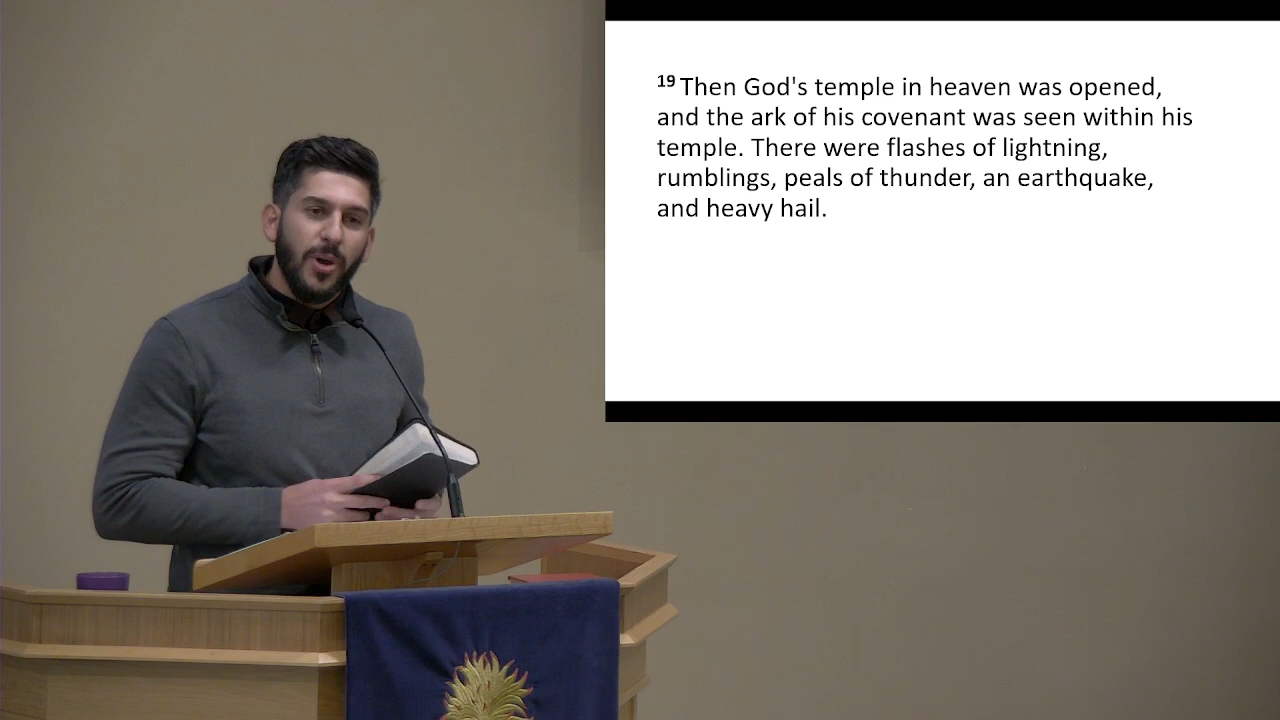 19 Then God's temple in heaven was opened,
and the ark of his covenant was seen within his
temple. There were flashes of lightning,
rumblings, peals of thunder, an earthquake,
and heavy hail.